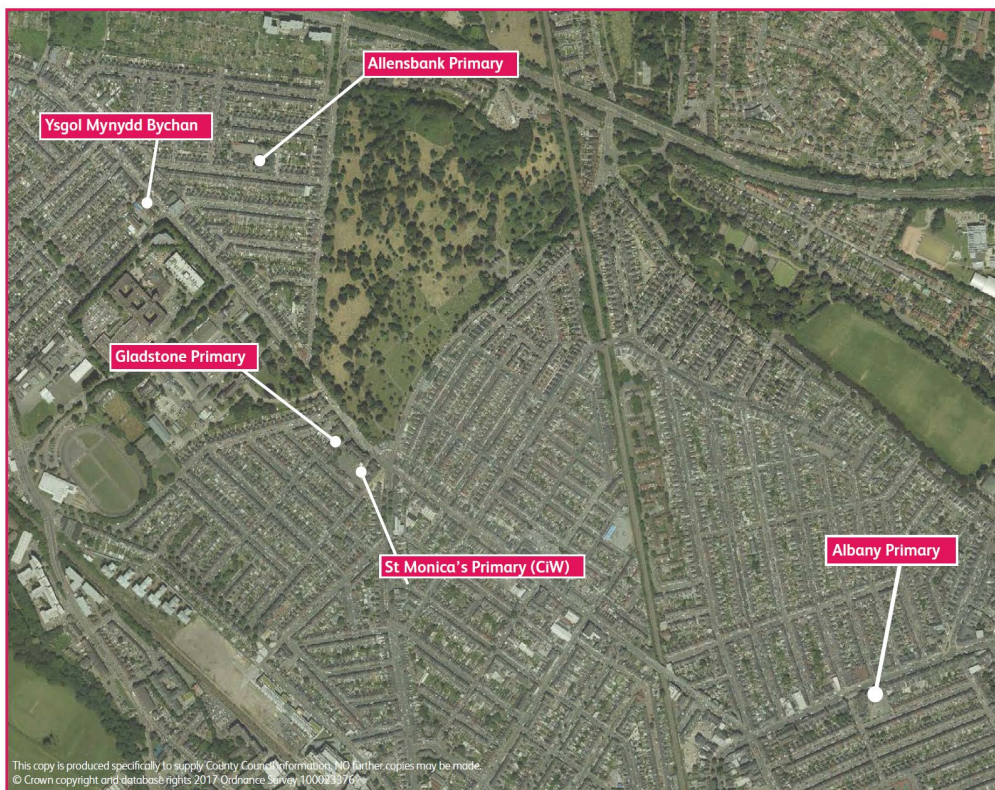 Allensbank Primary
Ysgol Mynydd Bychan
Gladstone Primary
St Monica's Primary (CiW)
Albany Primary
This copy is produced specifically to supply County Council information, NO further copies may be made.
© Crown copyright and database rights 2017 Ordnance Survey 100023376